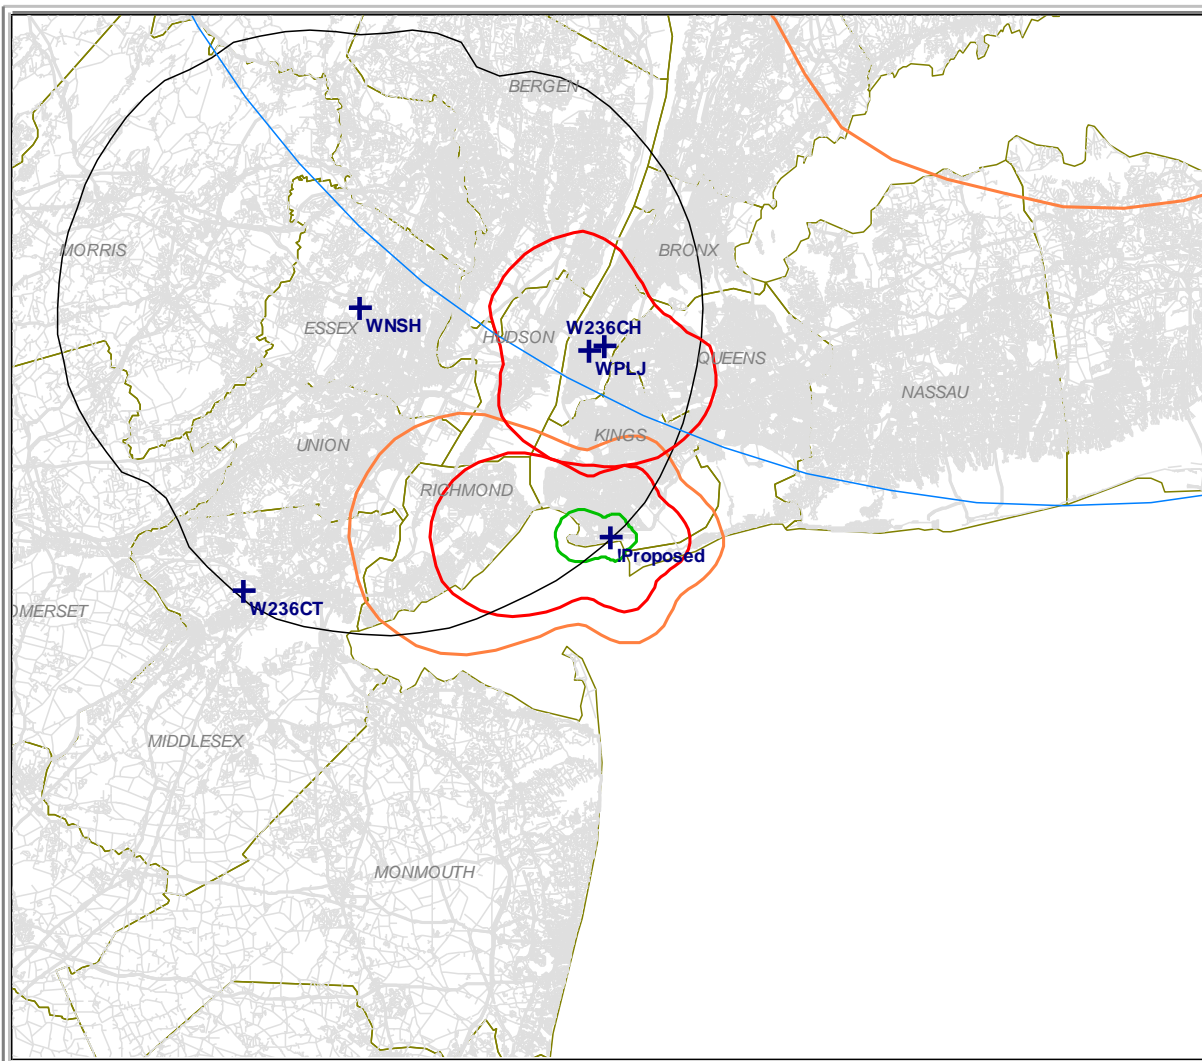 BERGEN
MORRIS
BRONX
WNSH
ESSEX
HUDSON
W236CH
WPLJ
QUEENS
NASSAU
UNION
KINGS
RICHMOND
!Proposed
W236CT
OMERSET
MIDDLESEX
MONMOUTH